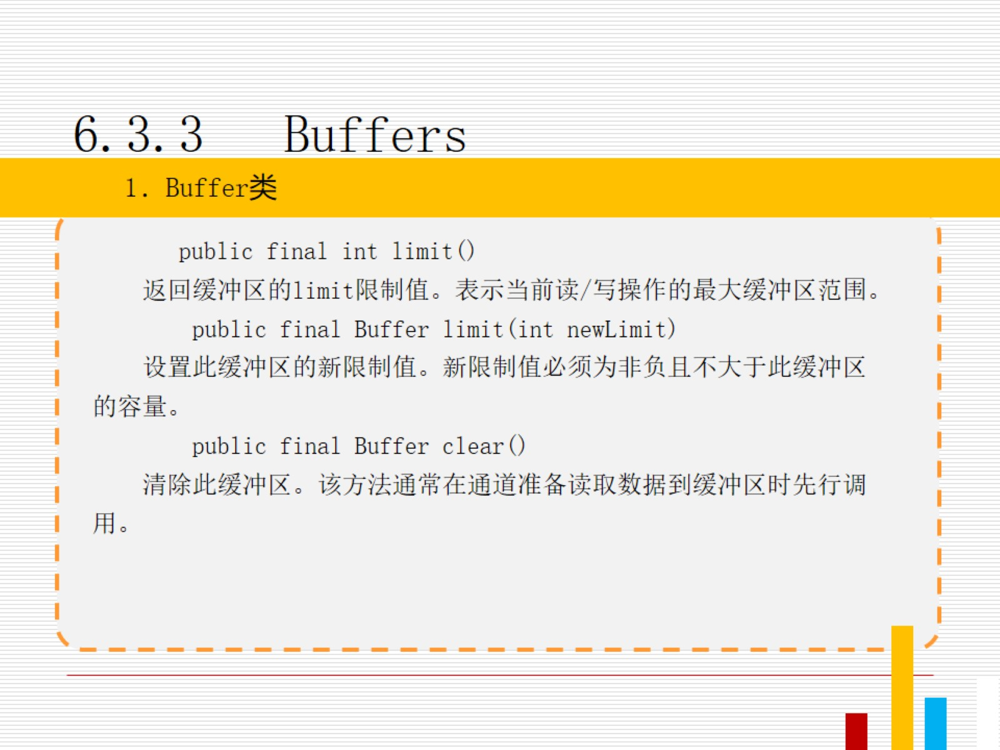 6.3.3 Buffers
1. Buffer类
public final int limit()
返回缓冲区的limit限制值。表示当前读/写操作的最大缓冲区范围。
public final Buffer limit(int newLimit)
设置此缓冲区的新限制值。新限制值必须为非负且不大于此缓冲区
的容量。
public final Buffer clear()
清除此缓冲区。该方法通常在通道准备读取数据到缓冲区时先行调
用。